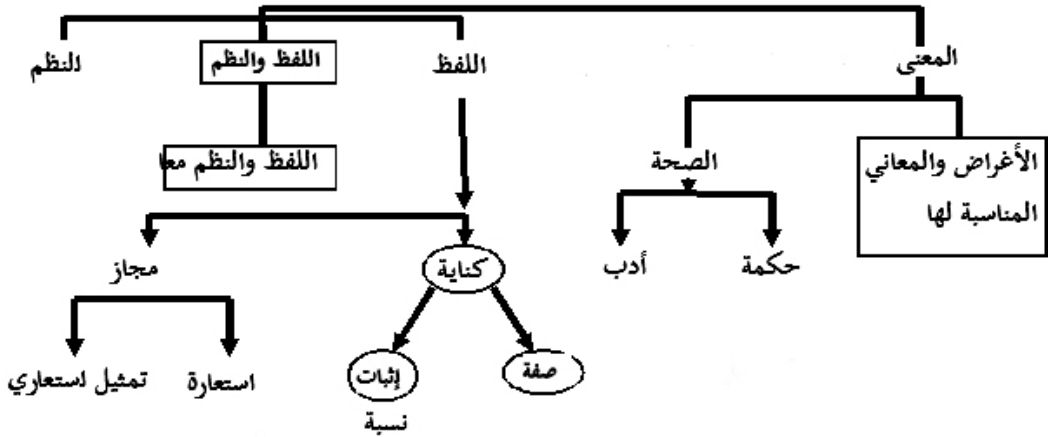 المعنى
اللفظ
اللفظ والنظم
النظم
الأغراض والمعاني
المناسبة لها
الصحة
اللفظ والنظم معا
حكمة
أدب
كناية
مجاز
صفة
إثبات
نسبة
استعارة
تمثيل استعاري